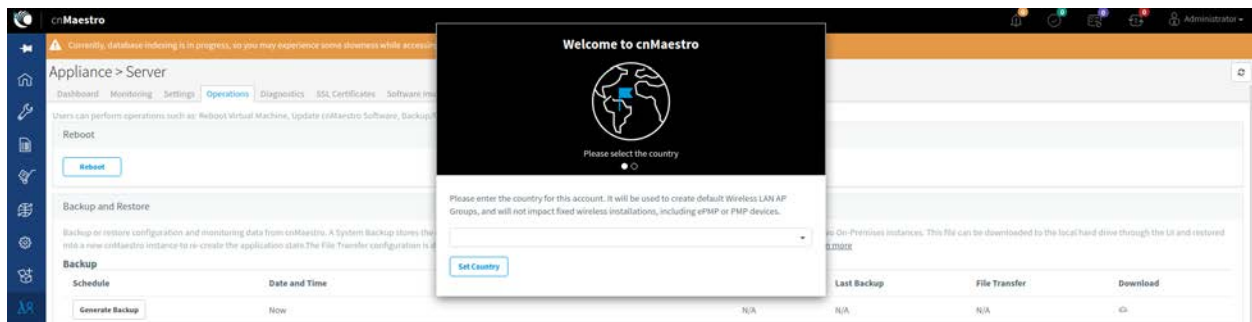 cnMaestro
Administrator
Currently, database indexing is in progress, so you may experience some slowness while accessing
Appliance > Server
Dashboard Monitoring Settings Operations Diagnostics SSL Certificates Software
Users can perform operations such as: Reboot Virtual Machine, Update cnMaestro Software,
Reboot
Reboot
Backup and Restore
Backup or restore configuration and monitoring data from cnMaestro. A System Backup stores the
On-Premises instances. This file can be downloaded to the local hard drive through the UI and restored
into a new cnMaestro instance to re-create the application state.The File Transfer configuration is
more
Backup
Schedule Date and Time Last Backup File Transfer Download
Generate Backup Now N/A N/A N/A
Welcome to cnMaestro
Please select the country
Please enter the country for this account. It will be used to create default Wireless LAN AP
Groups, and will not impact fixed wireless installations, including ePMP or PMP devices.
Set Country